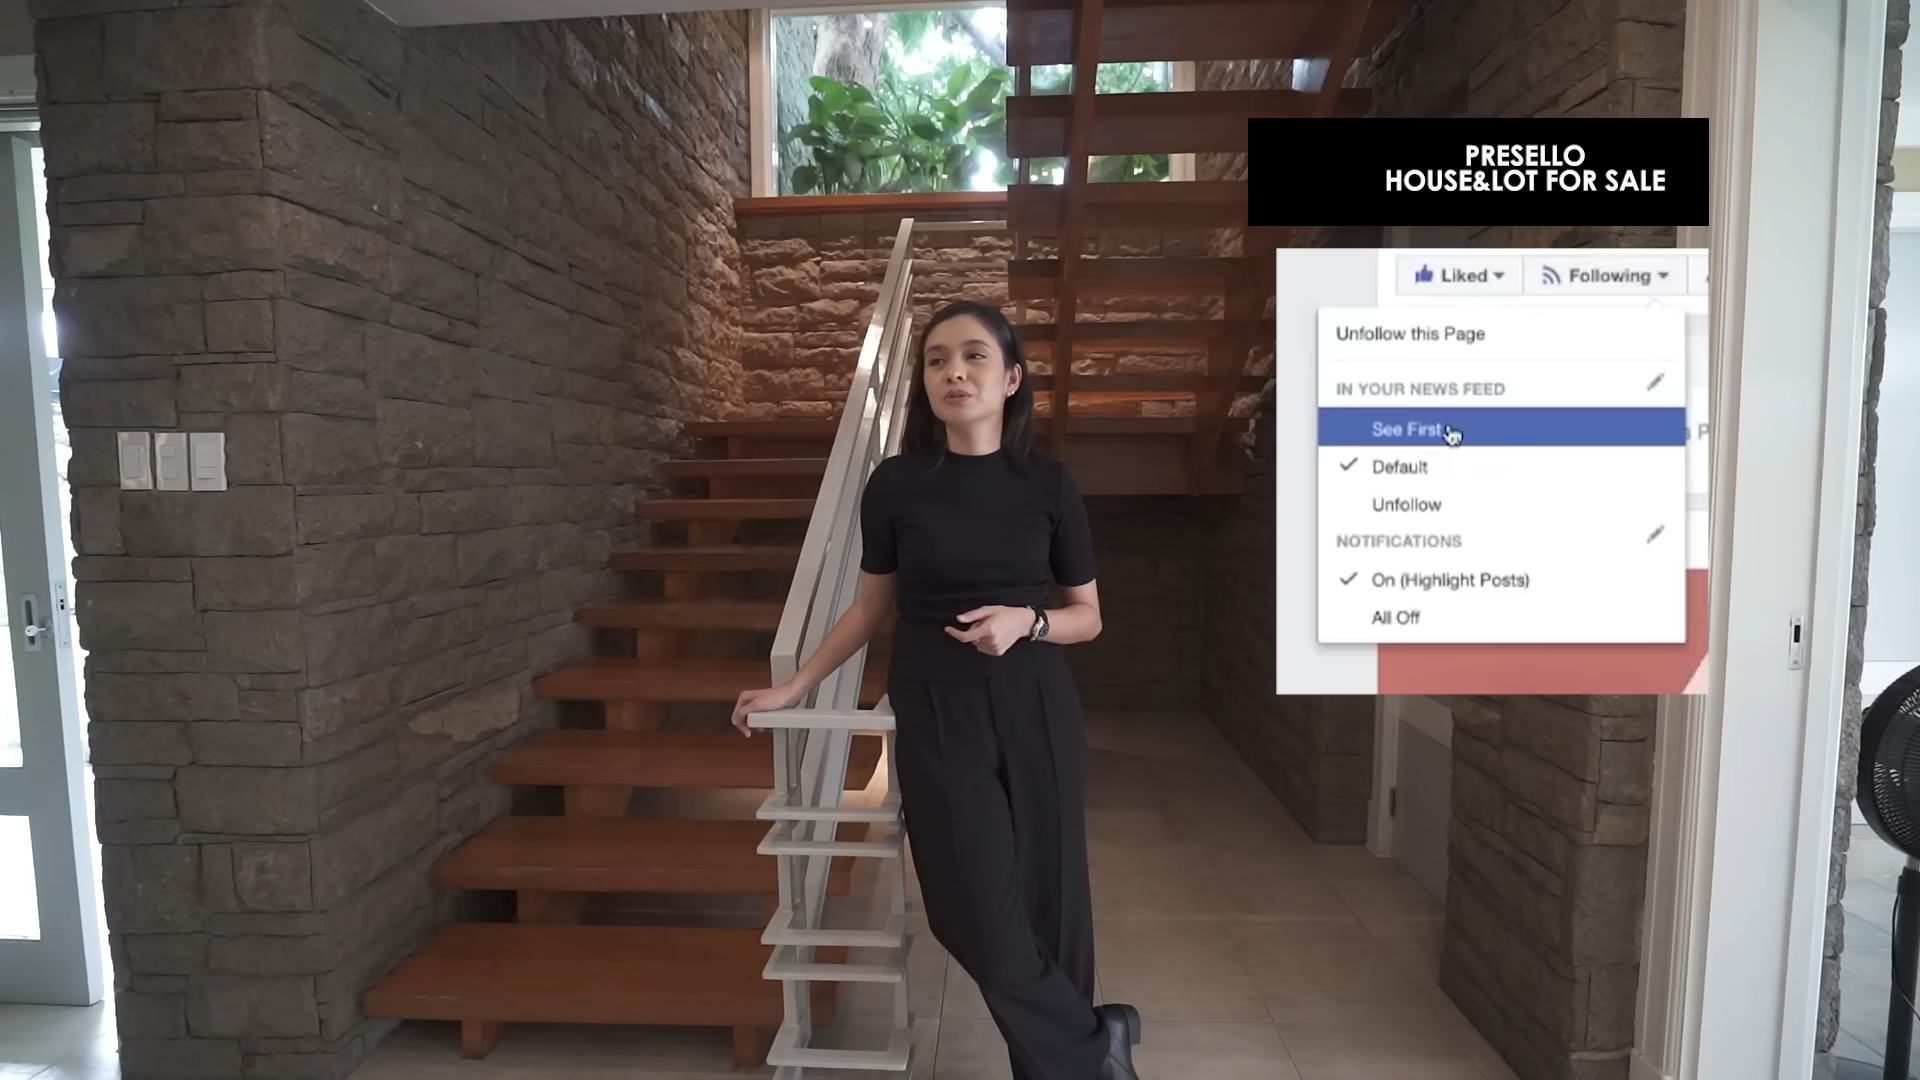 PRESELLO
HOUSE&LOT FOR SALE
Liked
Following
Unfollow this Page
IN YOUR NEWS FEED
See First
Default
Unfollow
NOTIFICATIONS
On (Highlight Posts)
All Off